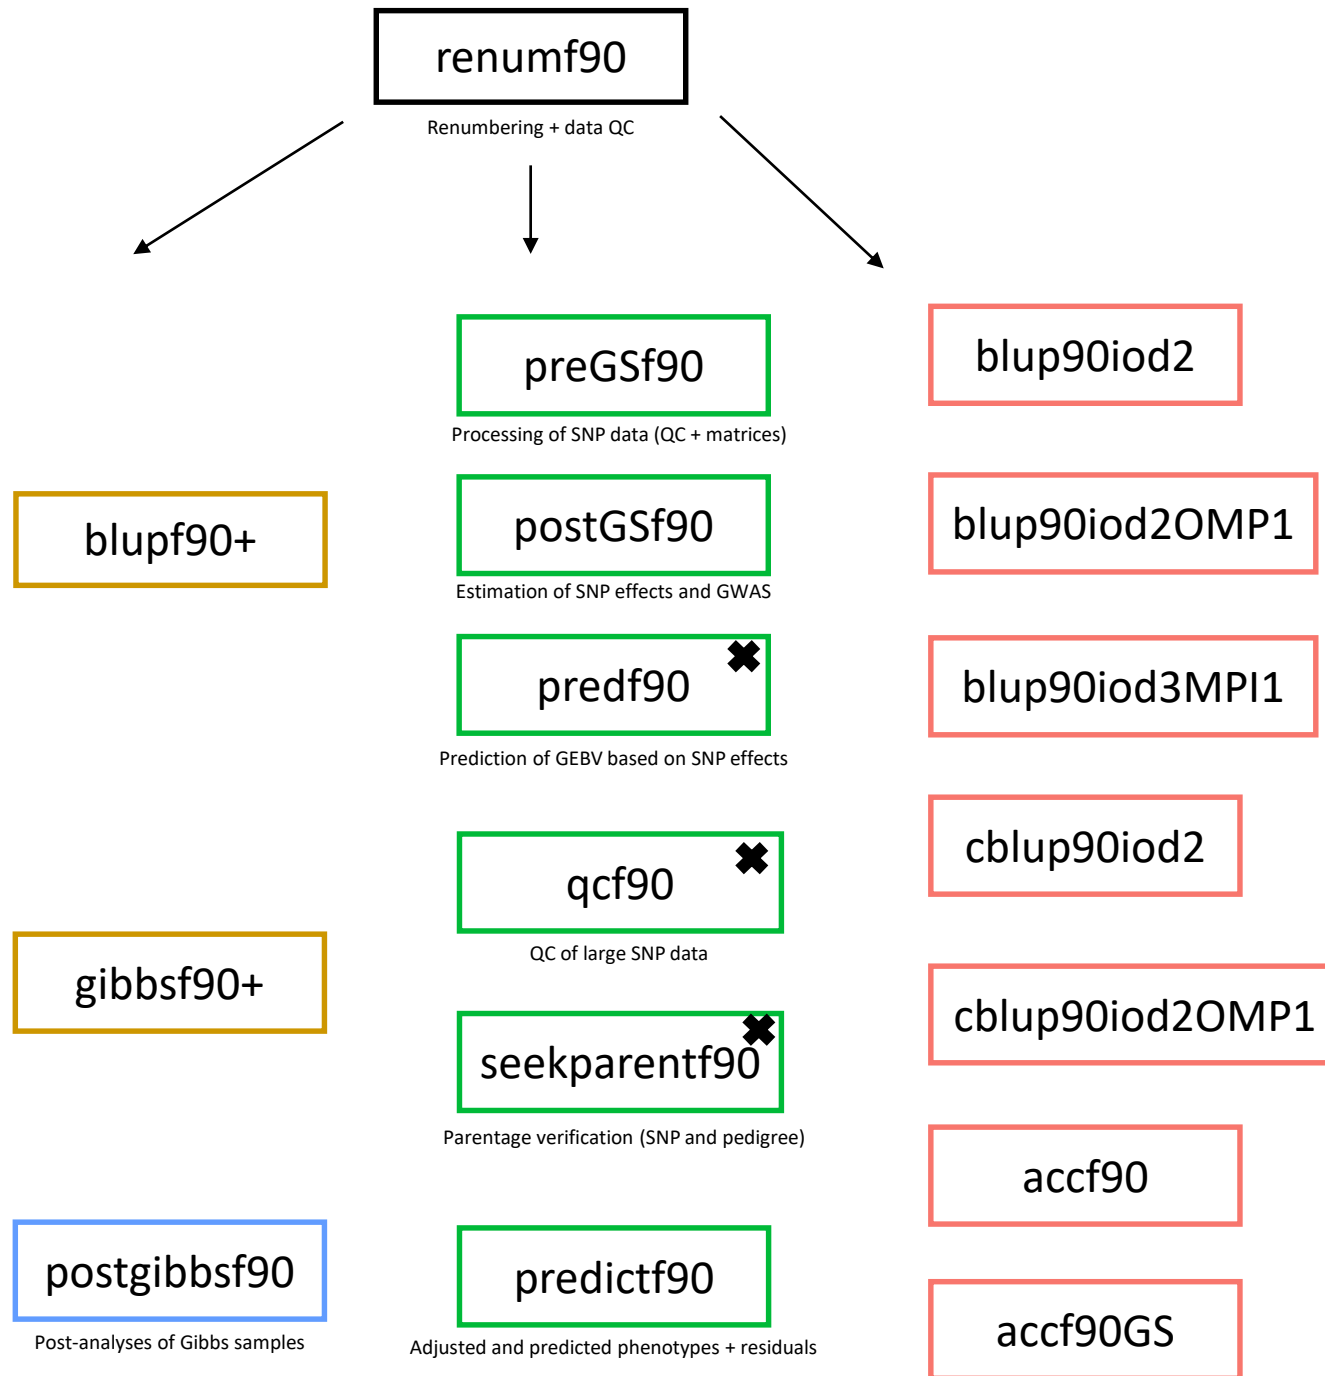 renumf90
Renumbering + data QC
blupf90+
gibbsf90+
postgibbsf90
Post-analyses of Gibbs samples
preGSf90
Processing of SNP data (QC + matrices)
postGSf90
Estimation of SNP effects and GWAS
predf90
Prediction of GEBV based on SNP effects
qcf90
QC of large SNP data
seekparentf90
Parentage verification (SNP and pedigree)
predictf90
Adjusted and predicted phenotypes + residuals
blup90iod2
blup90iod2OMP1
blup90iod3MPI1
cblup90iod2
cblup90iod2OMP1
accf90
accf90GS